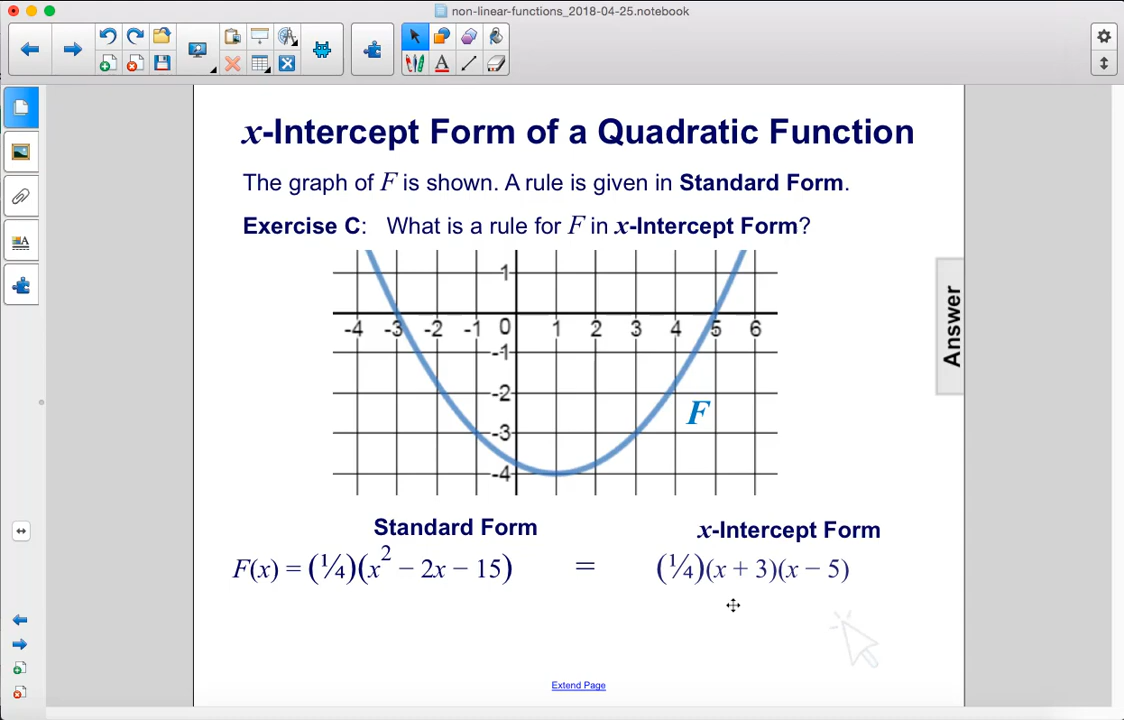 non-linear-functions_2018-04-25.notebook
x-Intercept Form of a Quadratic Function
The graph of F is shown. A rule is given in Standard Form.
Exercise C: What is a rule for F in x-Intercept Form?
1
-4 -3 -2 -1 0 1 2 3 4 5 6
-1
-2
F
-3
-4
Answer
Standard Form
x-Intercept Form
F(x) = (¼)(x² − 2x − 15) = (¼)(x + 3)(x − 5)
Extend Page